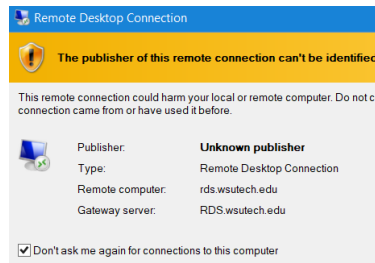 Remote Desktop Connection
The publisher of this remote connection can't be identified
This remote connection could harm your local or remote computer. Do not c
connection came from or have used it before.
Publisher: Unknown publisher
Type: Remote Desktop Connection
Remote computer: rds.wsutech.edu
Gateway server: RDS.wsutech.edu
Don't ask me again for connections to this computer